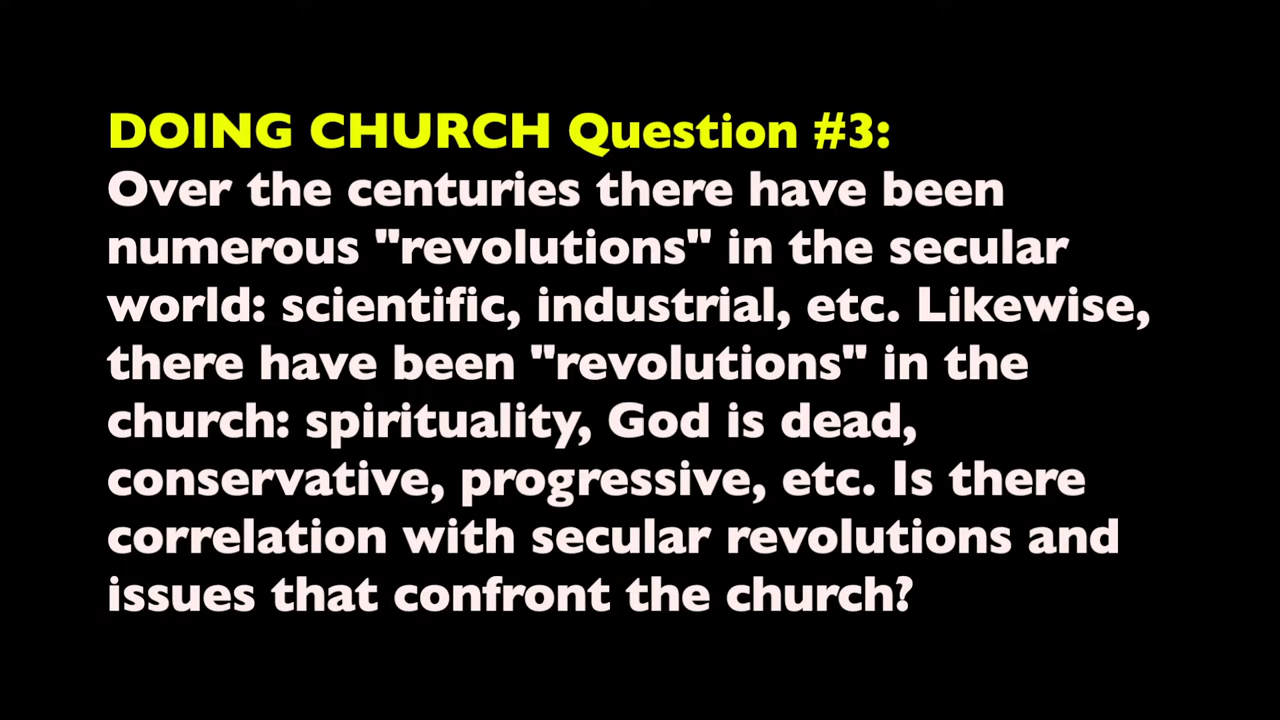 DOING CHURCH Question #3:
Over the centuries there have been
numerous "revolutions" in the secular
world: scientific, industrial, etc. Likewise,
there have been "revolutions" in the
church: spirituality, God is dead,
conservative, progressive, etc. Is there
correlation with secular revolutions and
issues that confront the church?